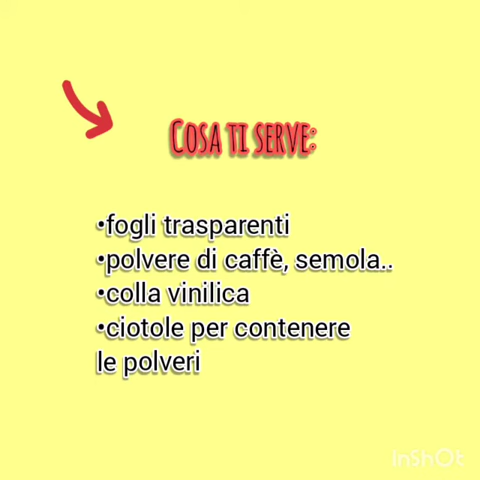 Cosa ti serve:
•fogli trasparenti
•polvere di caffè, semola..
•colla vinilica
•ciotole per contenere
le polveri
InShOt